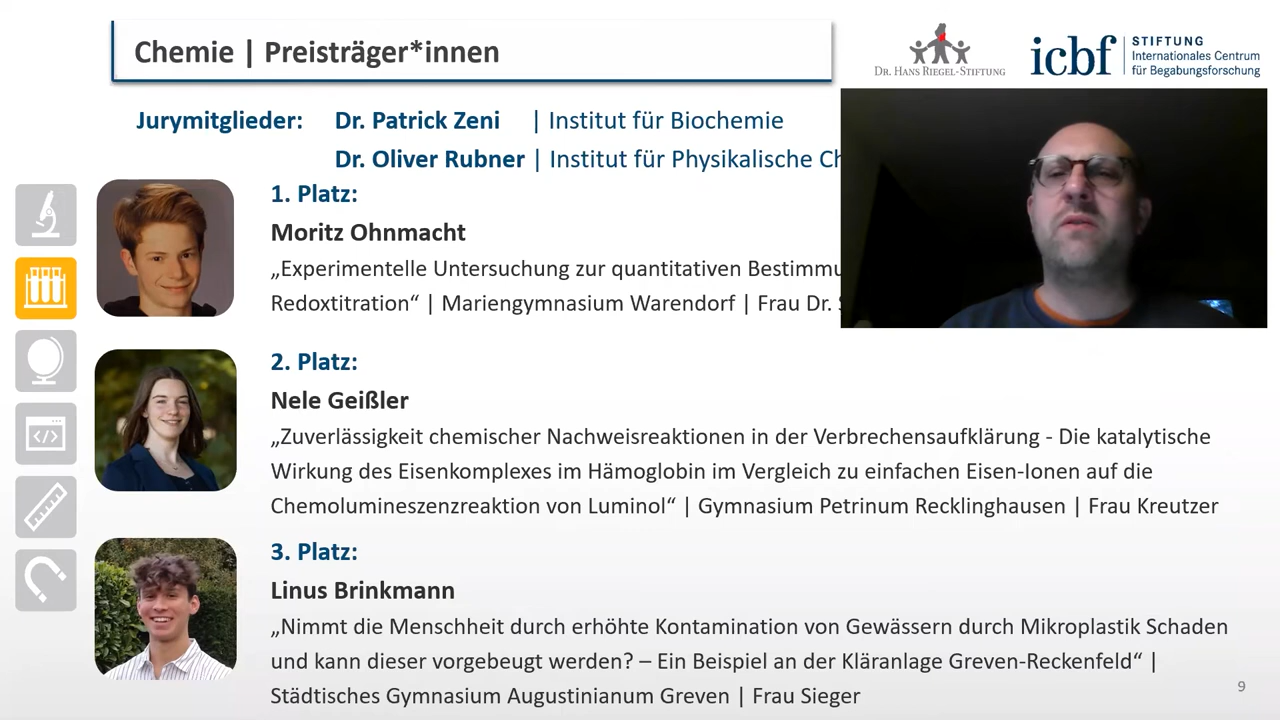 Chemie | Preisträger*innen
DR. HANS RIEGEL-STIFTUNG
icbf
STIFTUNG
Internationales Centrum
für Begabungsforschung
Jurymitglieder: Dr. Patrick Zeni | Institut für Biochemie
Dr. Oliver Rubner | Institut für Physikalische
1. Platz:
Moritz Ohnmacht
„Experimentelle Untersuchung zur quantitativen
Redoxtitration“ | Mariengymnasium Warendorf | Frau Dr.
2. Platz:
Nele Geißler
„Zuverlässigkeit chemischer Nachweisreaktionen in der Verbrechensaufklärung - Die katalytische
Wirkung des Eisenkomplexes im Hämoglobin im Vergleich zu einfachen Eisen-Ionen auf die
Chemolumineszenzreaktion von Luminol“ | Gymnasium Petrinum Recklinghausen | Frau Kreutzer
3. Platz:
Linus Brinkmann
„Nimmt die Menschheit durch erhöhte Kontamination von Gewässern durch Mikroplastik Schaden
und kann dieser vorgebeugt werden? – Ein Beispiel an der Kläranlage Greven-Reckenfeld“ |
Städtisches Gymnasium Augustinianum Greven | Frau Sieger
9